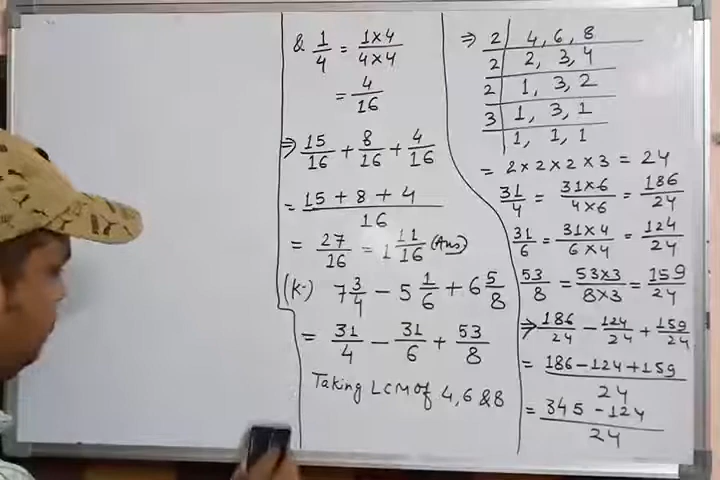 & 1/4 = 1×4/4×4
= 4/16
⇒ 15/16 + 8/16 + 4/16
= 15 + 8 + 4/16
= 27/16 = 1 11/16 (Ans)
(K.) 7 3/4 − 5 1/6 + 6 5/8
= 31/4 − 31/6 + 53/8
Taking LCM of 4, 6 & 8
⇒ 2 | 4, 6, 8
2 | 2, 3, 4
2 | 1, 3, 2
3 | 1, 3, 1
1, 1, 1
= 2 × 2 × 2 × 3 = 24
31/4 = 31×6/4×6 = 186/24
31/6 = 31×4/6×4 = 124/24
53/8 = 53×3/8×3 = 159/24
⇒ 186/24 − 124/24 + 159/24
= 186 − 124 + 159/24
= 345 − 124/24